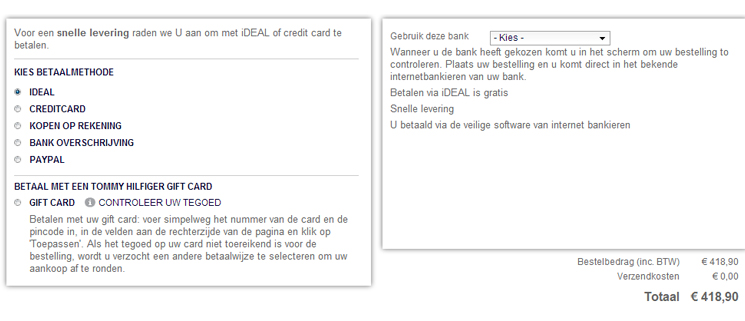 Voor een snelle levering raden we U aan om met iDEAL of credit card te
betalen.
KIES BETAALMETHODE
IDEAL
CREDITCARD
KOPEN OP REKENING
BANK OVERSCHRIJVING
PAYPAL
BETAAL MET EEN TOMMY HILFIGER GIFT CARD
GIFT CARD i CONTROLEER UW TEGOED
Betalen met uw gift card: voer simpelweg het nummer van de card en de
pincode in, in de velden aan de rechterzijde van de pagina en klik op
'Toepassen'. Als het tegoed op uw card niet toereikend is voor de
bestelling, wordt u verzocht een andere betaalwijze te selecteren om uw
aankoop af te ronden.
Gebruik deze bank - Kies -
Wanneer u de bank heeft gekozen komt u in het scherm om uw bestelling to
controleren. Plaats uw bestelling en u komt direct in het bekende
internetbankieren van uw bank.
Betalen via iDEAL is gratis
Snelle levering
U betaald via de veilige software van internet bankieren
Bestelbedrag (inc. BTW) € 418,90
Verzendkosten € 0,00
Totaal € 418,90